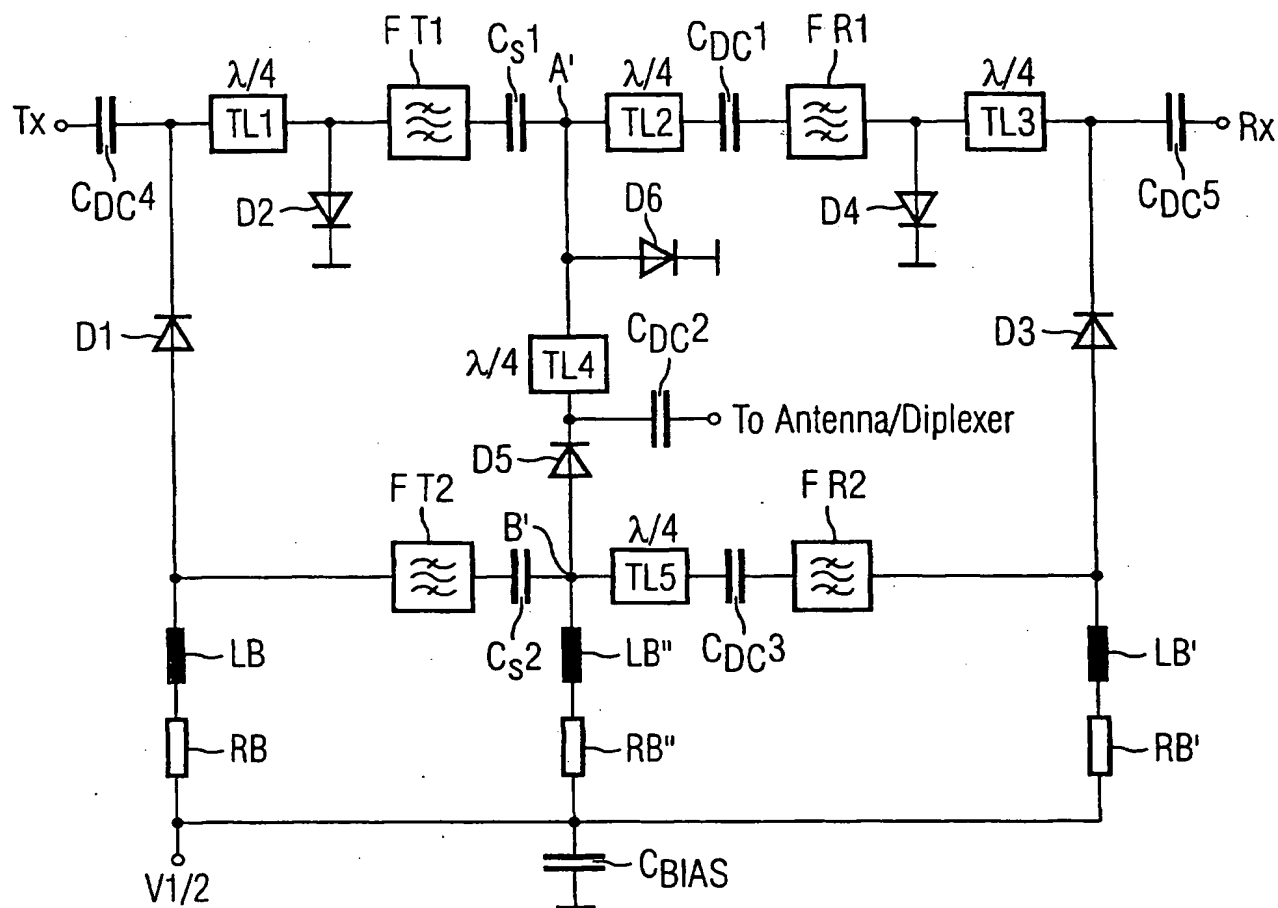 F T1
CS1
A'
CDC1
F R1
λ/4
λ/4
λ/4
Tx
TL1
TL2
TL3
Rx
CDC4
D2
D6
D4
CDC5
D1
CDC2
D3
λ/4
TL4
To Antenna/Diplexer
D5
F T2
B'
λ/4
F R2
TL5
CS2
CDC3
LB
LB"
LB'
RB
RB"
RB'
V1/2
CBIAS